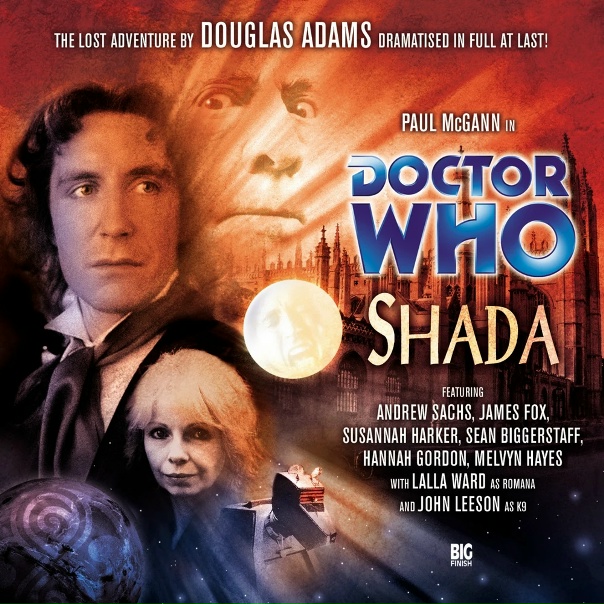 THE LOST ADVENTURE BY DOUGLAS ADAMS DRAMATISED IN FULL AT LAST!
PAUL McGANN IN
DOCTOR
WHO
SHADA
FEATURING
ANDREW SACHS, JAMES FOX,
SUSANNAH HARKER, SEAN BIGGERSTAFF,
HANNAH GORDON, MELVYN HAYES
WITH LALLA WARD AS ROMANA
AND JOHN LEESON AS K9
BIG
FINISH